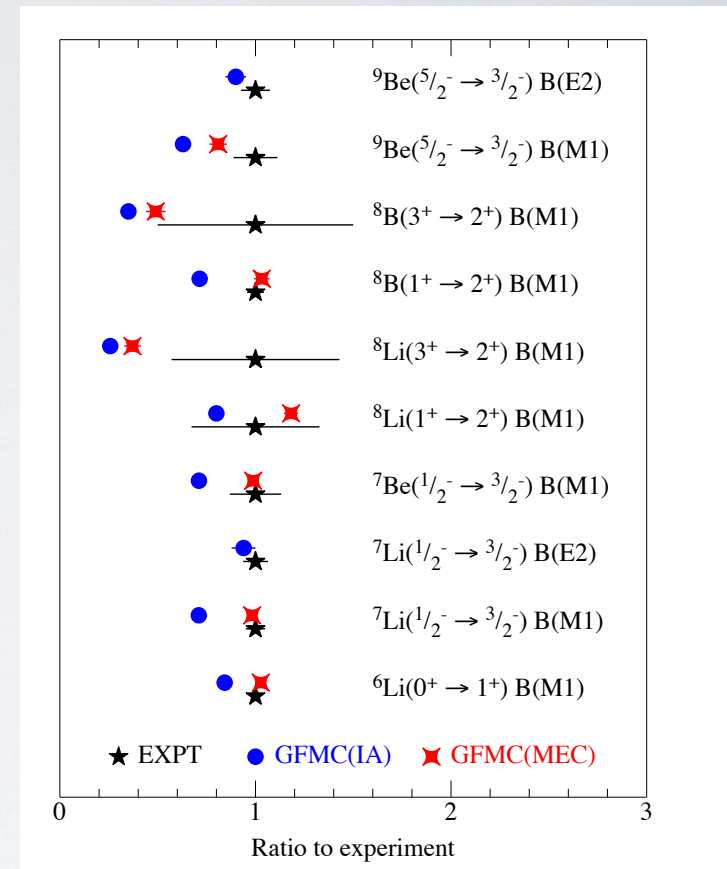 ⁹Be(⁵/₂⁻ → ³/₂⁻) B(E2)
⁹Be(⁵/₂⁻ → ³/₂⁻) B(M1)
⁸B(3⁺ → 2⁺) B(M1)
⁸B(1⁺ → 2⁺) B(M1)
⁸Li(3⁺ → 2⁺) B(M1)
⁸Li(1⁺ → 2⁺) B(M1)
⁷Be(¹/₂⁻ → ³/₂⁻) B(M1)
⁷Li(¹/₂⁻ → ³/₂⁻) B(E2)
⁷Li(¹/₂⁻ → ³/₂⁻) B(M1)
⁶Li(0⁺ → 1⁺) B(M1)
EXPT GFMC(IA) GFMC(MEC)
0 1 2 3
Ratio to experiment